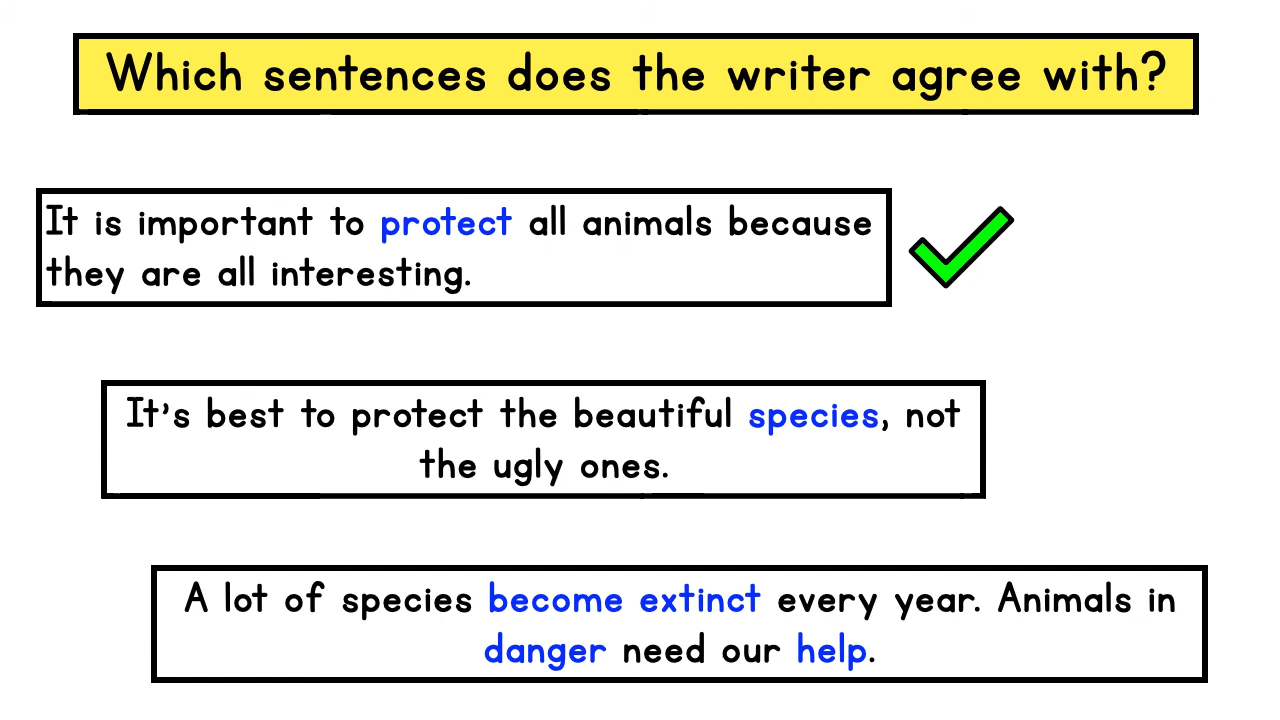 Which sentences does the writer agree with?
It is important to protect all animals because
they are all interesting.
It's best to protect the beautiful species, not
the ugly ones.
A lot of species become extinct every year. Animals in
danger need our help.